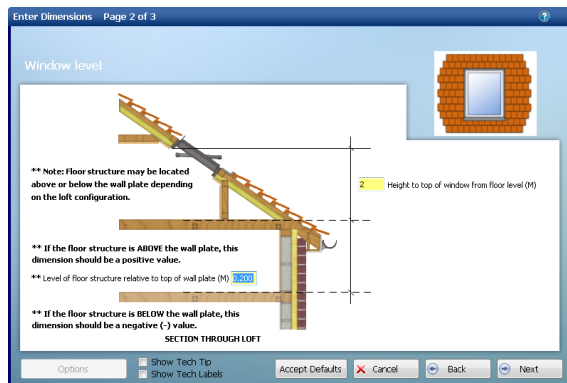 Enter Dimensions Page 2 of 3
Window level
** Note: Floor structure may be located
above or below the wall plate depending
on the loft configuration.
2 Height to top of window from floor level (M)
** If the floor structure is ABOVE the wall plate, this
dimension should be a positive value.
** Level of floor structure relative to top of wall plate (M) 0.200
** If the floor structure is BELOW the wall plate, this
dimension should be a negative (-) value.
SECTION THROUGH LOFT
Options
Show Tech Tip
Show Tech Labels
Accept Defaults
Cancel
Back
Next